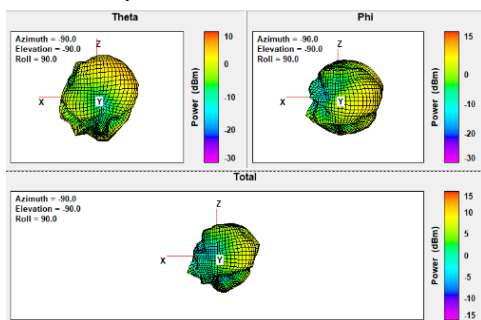 Theta
Azimuth = -90.0
Elevation = -90.0
Roll = 90.0
Z
X
Y
10
0
-10
-20
-30
Power (dBm)
Phi
Azimuth = -90.0
Elevation = -90.0
Roll = 90.0
Z
X
Y
15
0
-10
-20
-30
Power (dBm)
Total
Azimuth = -90.0
Elevation = -90.0
Roll = 90.0
Z
X
Y
15
10
5
0
-5
-10
-15
Power (dBm)